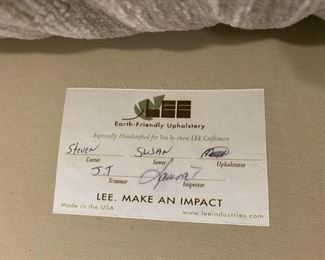 LEE
Earth-Friendly Upholstery
Especially Handcrafted for You by these LEE Craftsmen
Steven Susan
Cutter Sewer Upholsterer
J.T
Trimmer Inspector
LEE. MAKE AN IMPACT
Made in the USA www.leeindustries.com